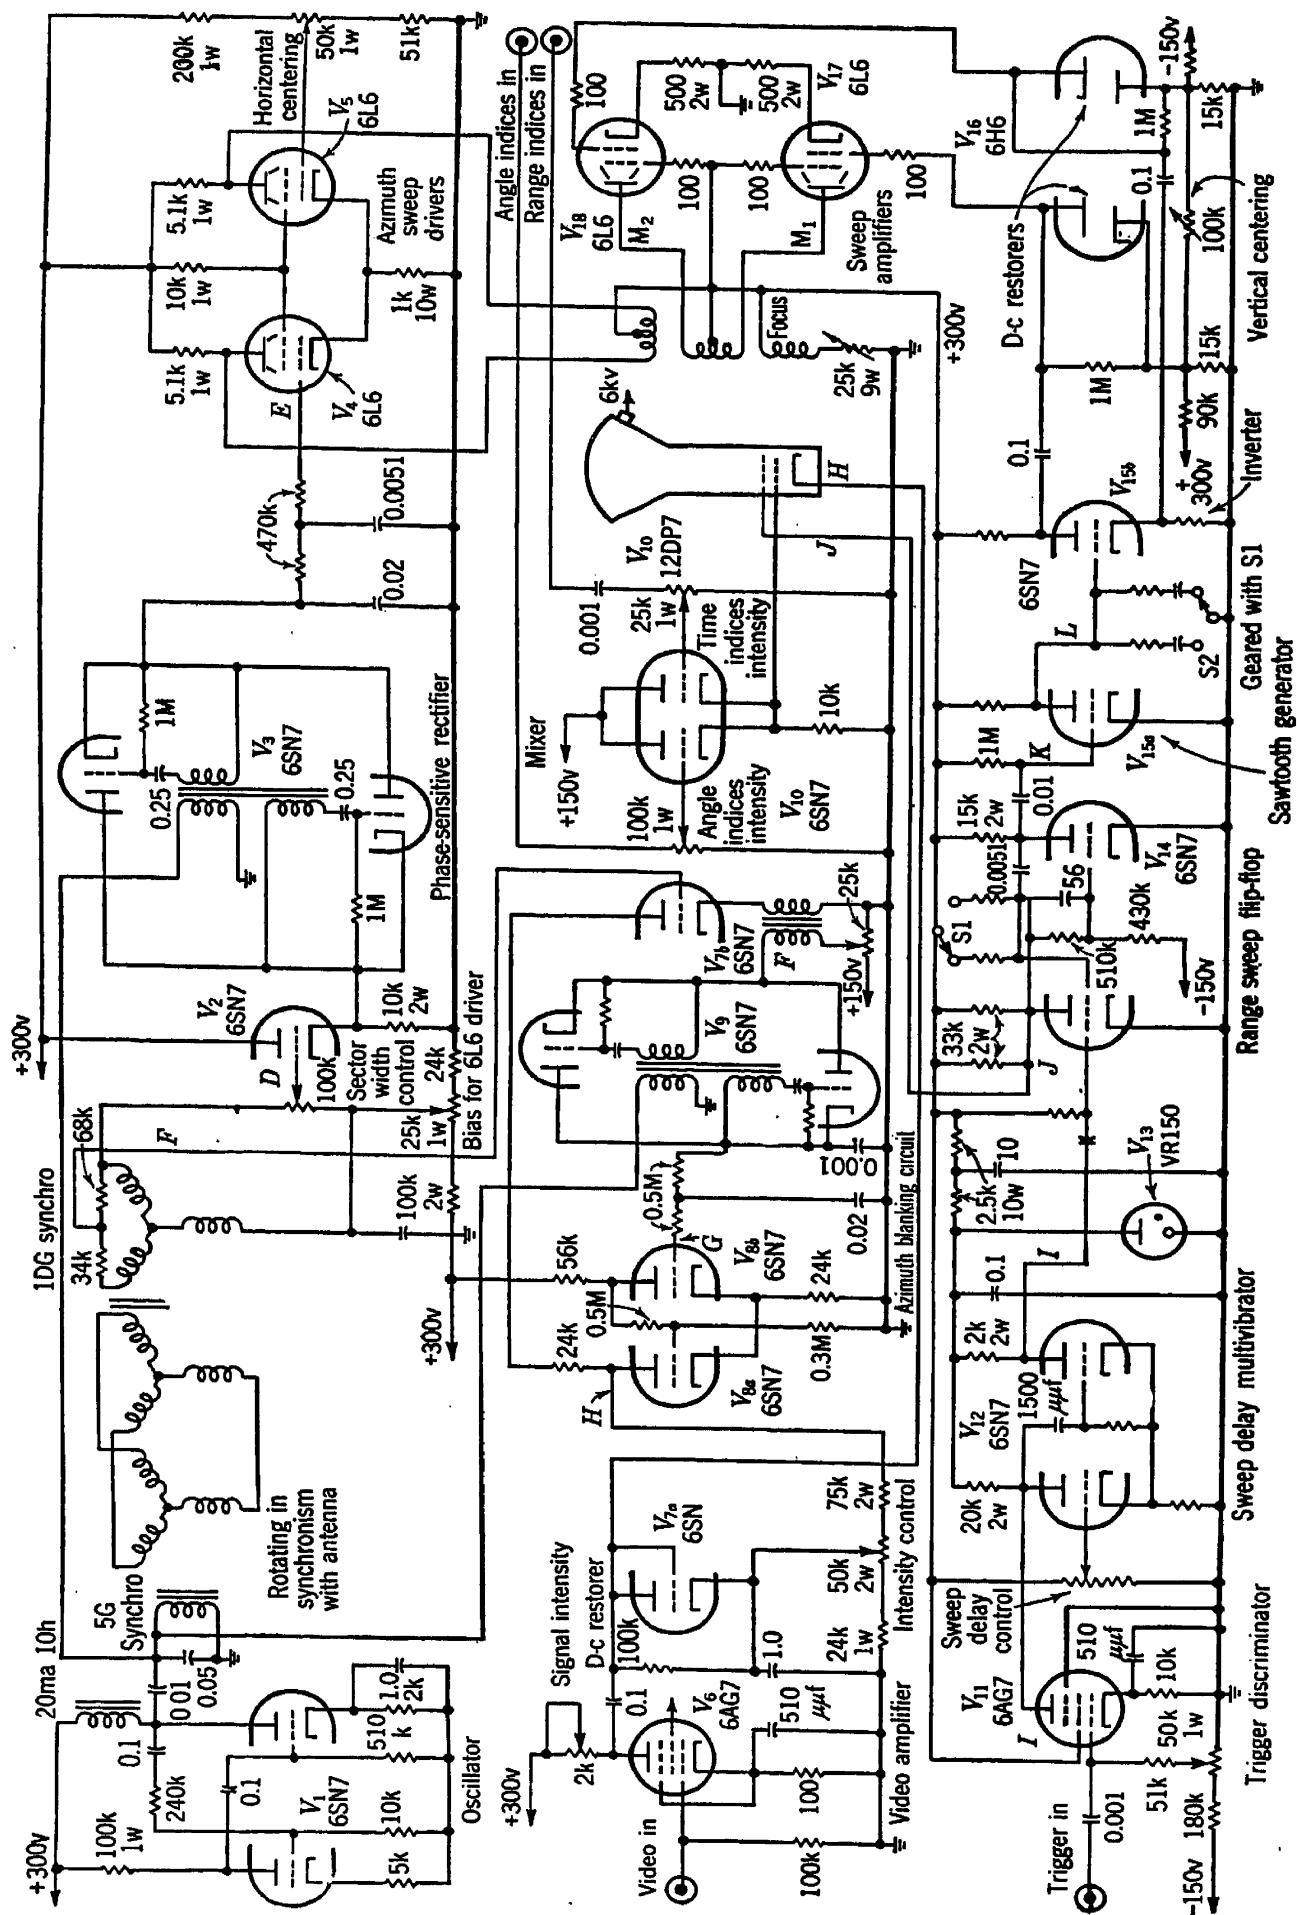 +300v
100k
1w
20ma 10h
0.1
240k
0.1
V1
6SN7
5k
10k
510
k
1.0
2k
Oscillator
0.01
0.05
5G
Synchro
Rotating in
synchronism
with antenna
1DG synchro
34k
68k
F
100k
2w
+300v
+300v
D
V2
6SN7
100k
Sector
width
control
25k
1w
24k
10k
2w
Bias for 6L6 driver
0.25
1M
V3
6SN7
0.25
1M
Phase-sensitive rectifier
470k
0.02
0.0051
E
V4
6L6
5.1k
1w
10k
1w
5.1k
1w
V5
6L6
1k
10w
Azimuth
sweep
drivers
Horizontal
centering
200k
1w
50k
1w
51k
Video in
+300v
2k
Signal intensity
D-c restorer
0.1
100k
V6
6AG7
510
μμf
100k
100
Video amplifier
1.0
V7a
6SN
24k
1w
50k
2w
75k
2w
Intensity control
H
24k
0.5M
56k
V8a
6SN7
V8b
6SN7
G
0.3M
24k
0.5M
0.02
0.001
Azimuth blanking circuit
V9
6SN7
V7b
6SN7
F
+150v
25k
Mixer
+150v
100k
1w
Angle
indices
intensity
V10
6SN7
10k
Time
indices
intensity
25k
1w
0.001
V10
12DP7
J
H
6kv
Focus
25k
9w
+300v
Angle indices in
Range indices in
V18
6L6
M2
M1
100
100
100
100
500
2w
500
2w
V17
6L6
Sweep
amplifiers
Trigger in
0.001
I
V11
6AG7
51k
180k
-150v
50k
1w
10k
510
μμf
Trigger discriminator
Sweep
delay
control
20k
2w
V12
6SN7
1500
μμf
2k
2w
0.1
I
Sweep delay multivibrator
2.5k
10w
10
V13
VR150
33k
2w
J
S1
0.0051
56
510k
430k
-150v
15k
2w
0.01
V14
6SN7
Range sweep flip-flop
1M
K
V15a
Sawtooth generator
L
S2
Geared with S1
6SN7
V15b
Inverter
0.1
+
300v
90k
15k
1M
D-c restorers
V16
6H6
0.1
1M
100k
Vertical centering
-150v
15k